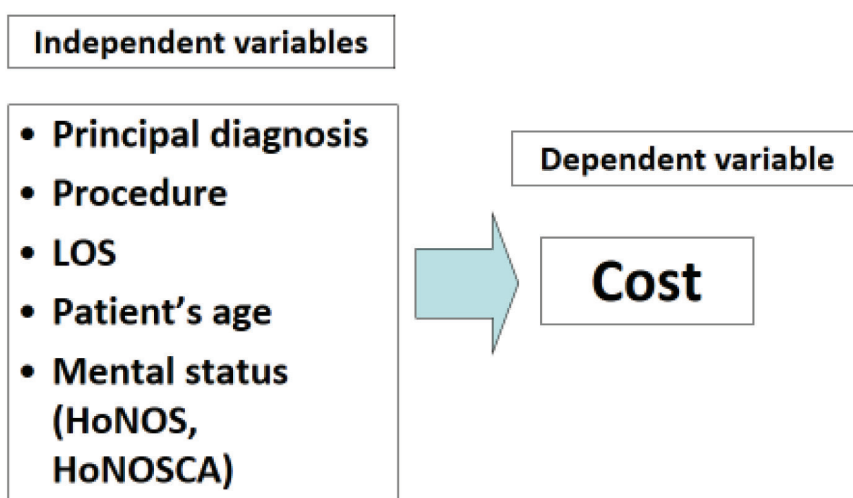 Independent variables
• Principal diagnosis
• Procedure
• LOS
• Patient's age
• Mental status
(HoNOS,
HoNOSCA)
Dependent variable
Cost